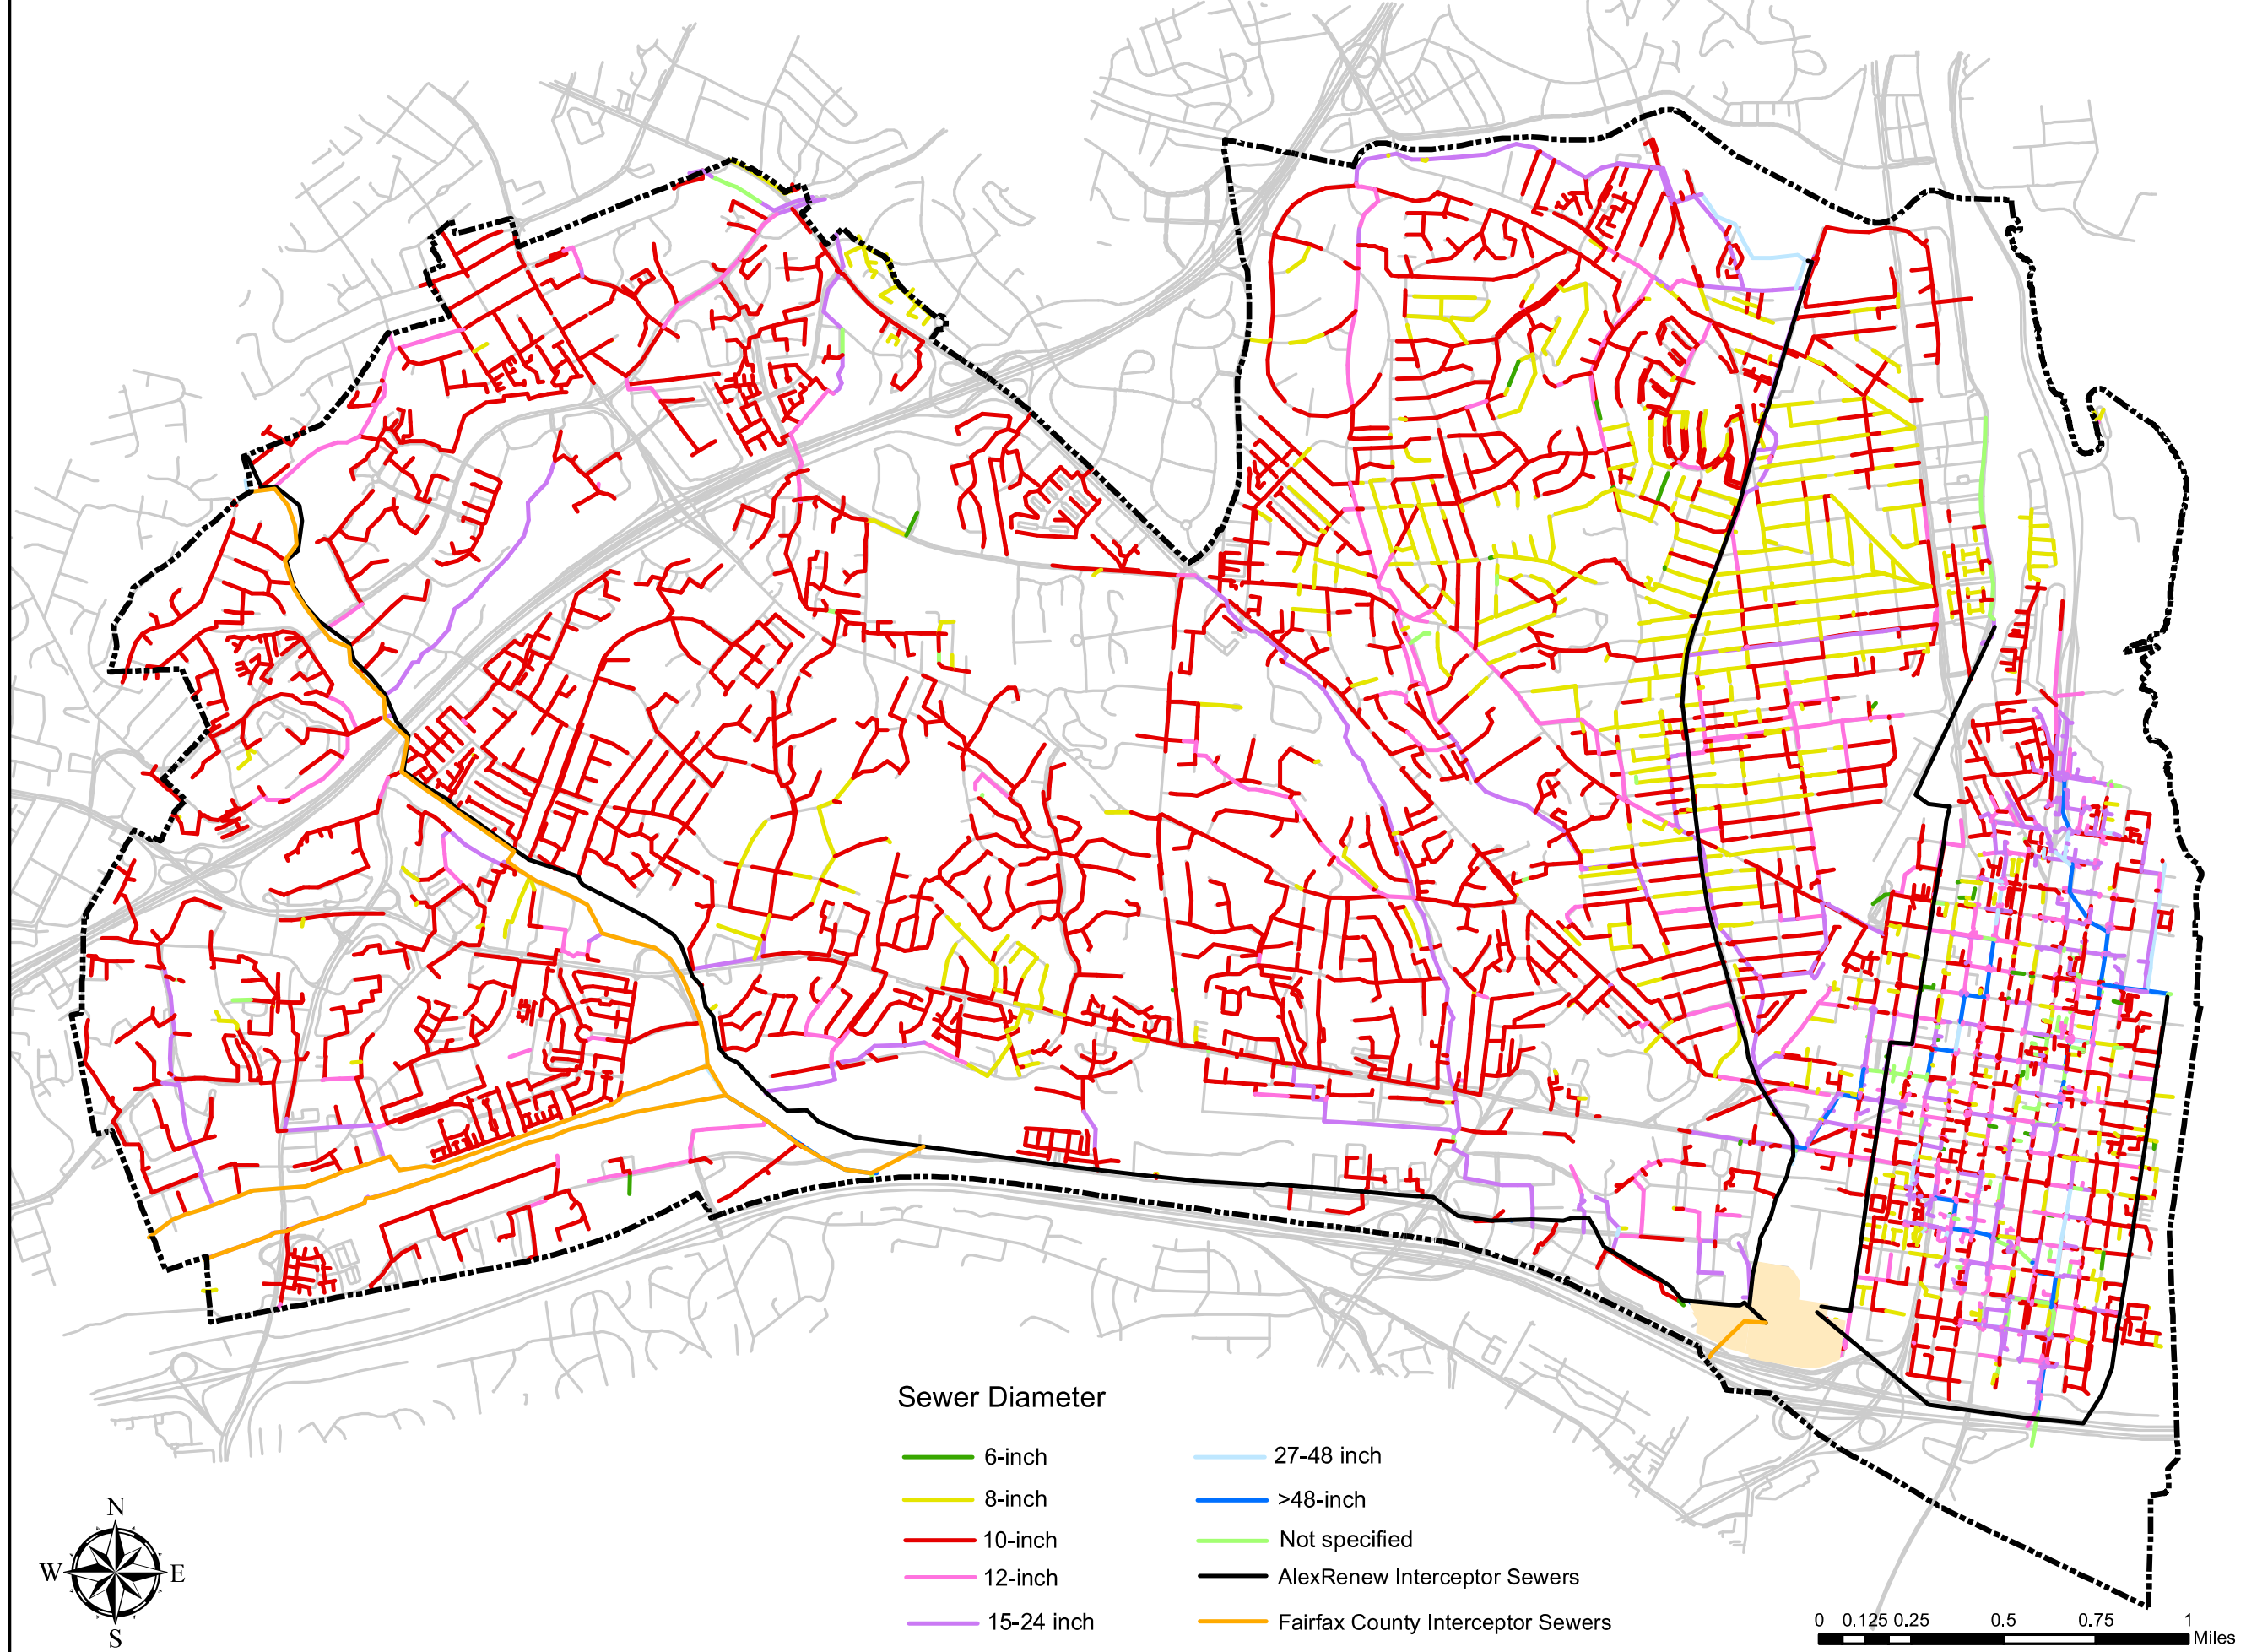 Sewer Diameter
6-inch
8-inch
10-inch
12-inch
15-24 inch
27-48 inch
>48-inch
Not specified
AlexRenew Interceptor Sewers
Fairfax County Interceptor Sewers
N
W E
S
0 0.125 0.25 0.5 0.75 1
Miles